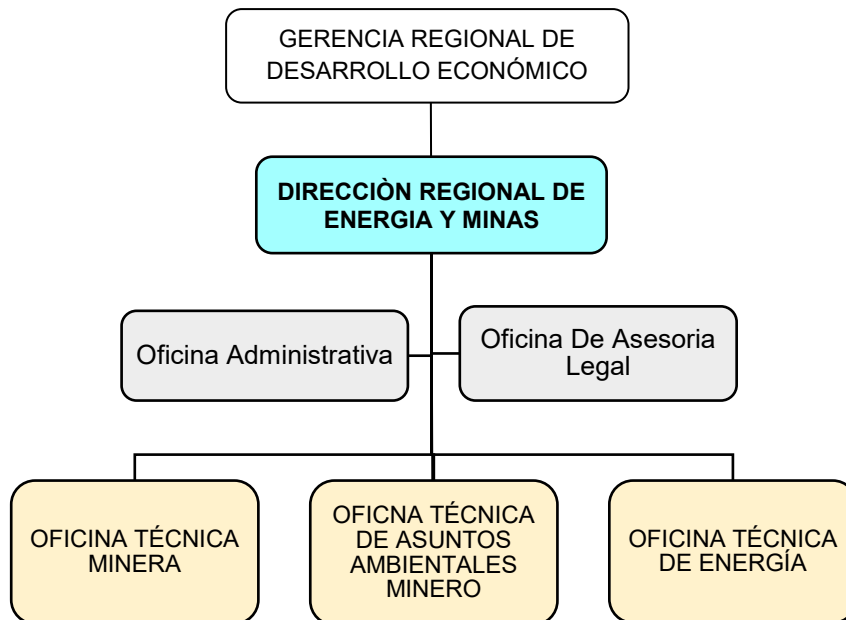 GERENCIA REGIONAL DE
DESARROLLO ECONÓMICO
DIRECCIÒN REGIONAL DE
ENERGIA Y MINAS
Oficina Administrativa
Oficina De Asesoria
Legal
OFICINA TÉCNICA
MINERA
OFICNA TÉCNICA
DE ASUNTOS
AMBIENTALES
MINERO
OFICINA TÉCNICA
DE ENERGÍA